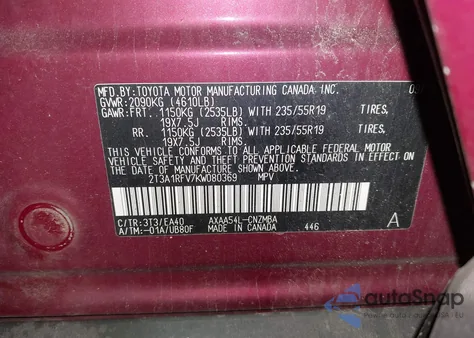 MFD.BY:TOYOTA MOTOR MANUFACTURING CANADA INC.
GVWR:2090KG (4610LB)
GAWR:FRT. 1150KG (2535LB) WITH 235/55R19 TIRES,
19X7.5J RIMS.
RR. 1150KG (2535LB) WITH 235/55R19 TIRES,
19X7.5J RIMS.
THIS VEHICLE CONFORMS TO ALL APPLICABLE FEDERAL MOTOR
VEHICLE SAFETY AND BUMPER STANDARDS IN EFFECT ON THE
DATE OF MANUFACTURE SHOWN ABOVE.
2T3A1RFV7KW080369 MPV
C/TR:3T3/EA40 AXAA54L-CNZMBA A
A/TM:-01A/UB80F MADE IN CANADA 446
autoSnap